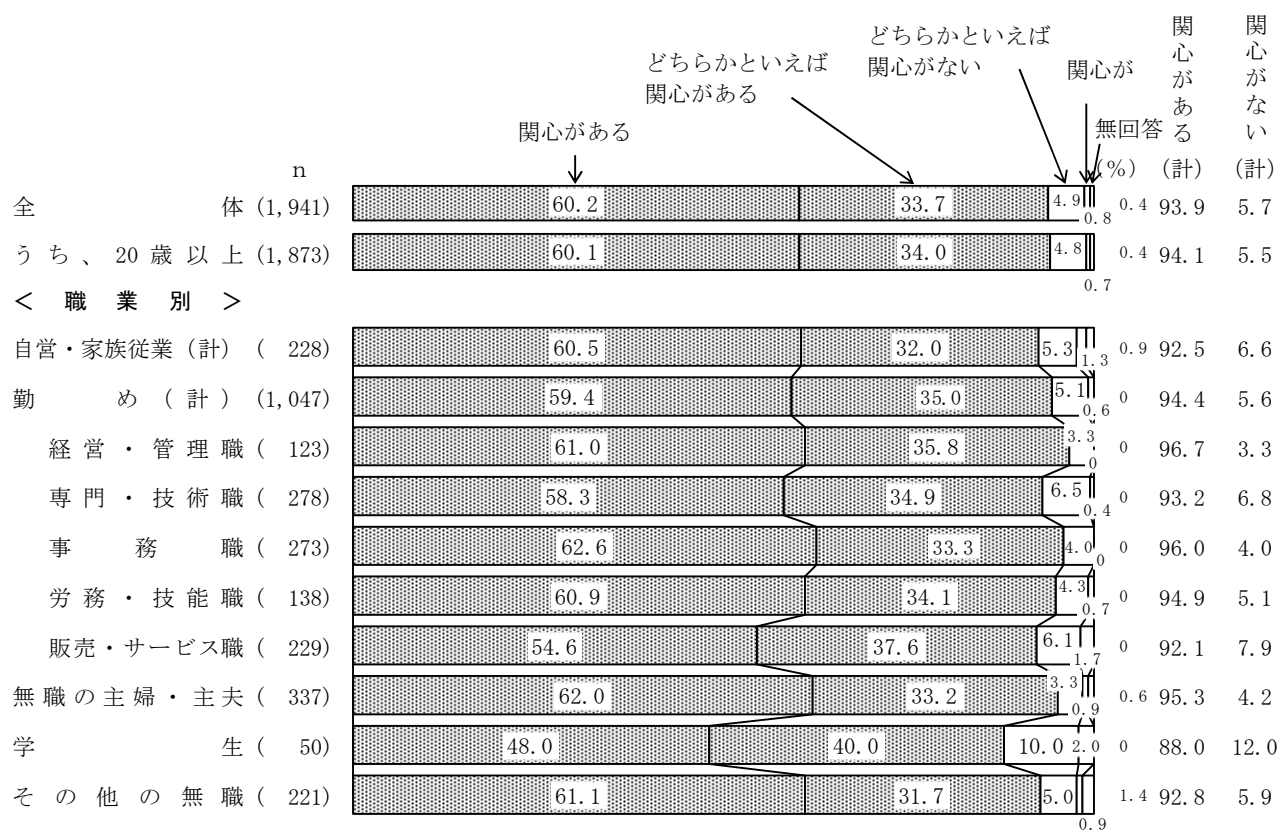 関心がある
どちらかといえば
関心がある
どちらかといえば
関心がない
関心が
無回答
関心がある
(計)
関心がない
(計)
n
(%)
全体 (1,941) 60.2 33.7 4.9 0.8 0.4 93.9 5.7
うち、20歳以上 (1,873) 60.1 34.0 4.8 0.7 0.4 94.1 5.5
＜職業別＞
自営・家族従業(計) ( 228) 60.5 32.0 5.3 1.3 0.9 92.5 6.6
勤め(計) (1,047) 59.4 35.0 5.1 0.6 0 94.4 5.6
経営・管理職 ( 123) 61.0 35.8 3.3 0 0 96.7 3.3
専門・技術職 ( 278) 58.3 34.9 6.5 0.4 0 93.2 6.8
事務職 ( 273) 62.6 33.3 4.0 0 0 96.0 4.0
労務・技能職 ( 138) 60.9 34.1 4.3 0.7 0 94.9 5.1
販売・サービス職 ( 229) 54.6 37.6 6.1 1.7 0 92.1 7.9
無職の主婦・主夫 ( 337) 62.0 33.2 3.3 0.9 0.6 95.3 4.2
学生 ( 50) 48.0 40.0 10.0 2.0 0 88.0 12.0
その他の無職 ( 221) 61.1 31.7 5.0 0.9 1.4 92.8 5.9